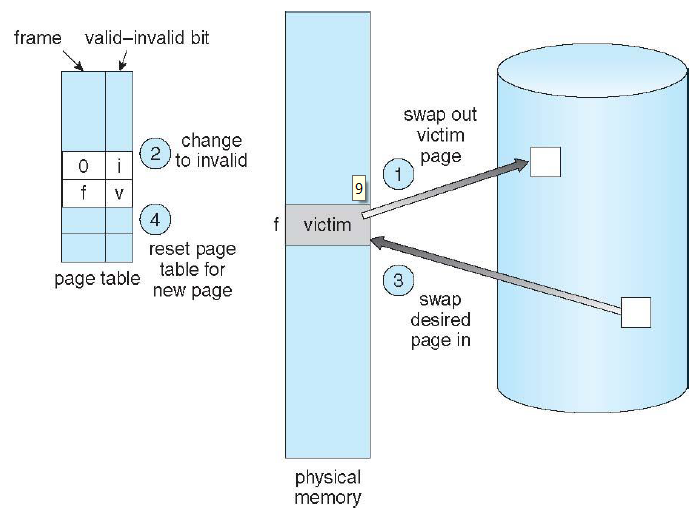 frame
valid–invalid bit
0
i
f
v
2
change
to invalid
4
reset page
table for
new page
page table
f
victim
9
physical
memory
swap out
victim
page
1
3
swap
desired
page in